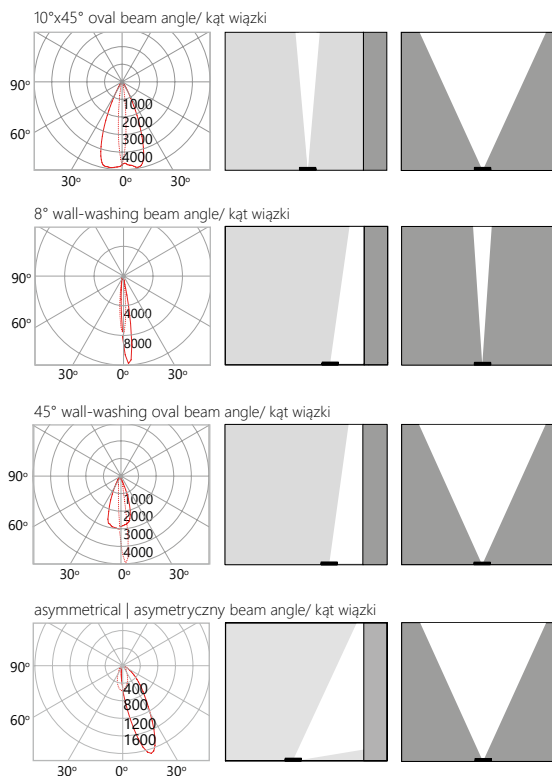 10°x45° oval beam angle/ kąt wiązki
90°
1000
2000
60°
3000
4000
30° 0° 30°
8° wall-washing beam angle/ kąt wiązki
90°
4000
60°
8000
30° 0° 30°
45° wall-washing oval beam angle/ kąt wiązki
90°
1000
2000
60°
3000
4000
30° 0° 30°
asymmetrical | asymetryczny beam angle/ kąt wiązki
90°
400
800
60°
1200
1600
30° 0° 30°